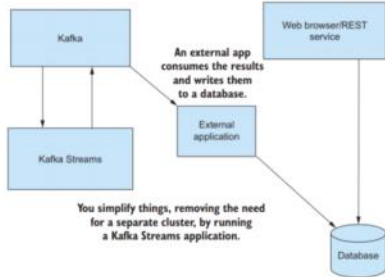 Kafka
Web browser/REST
service
An external app
consumes the results
and writes them
to a database.
External
application
Kafka Streams
You simplify things, removing the need
for a separate cluster, by running
a Kafka Streams application.
Database